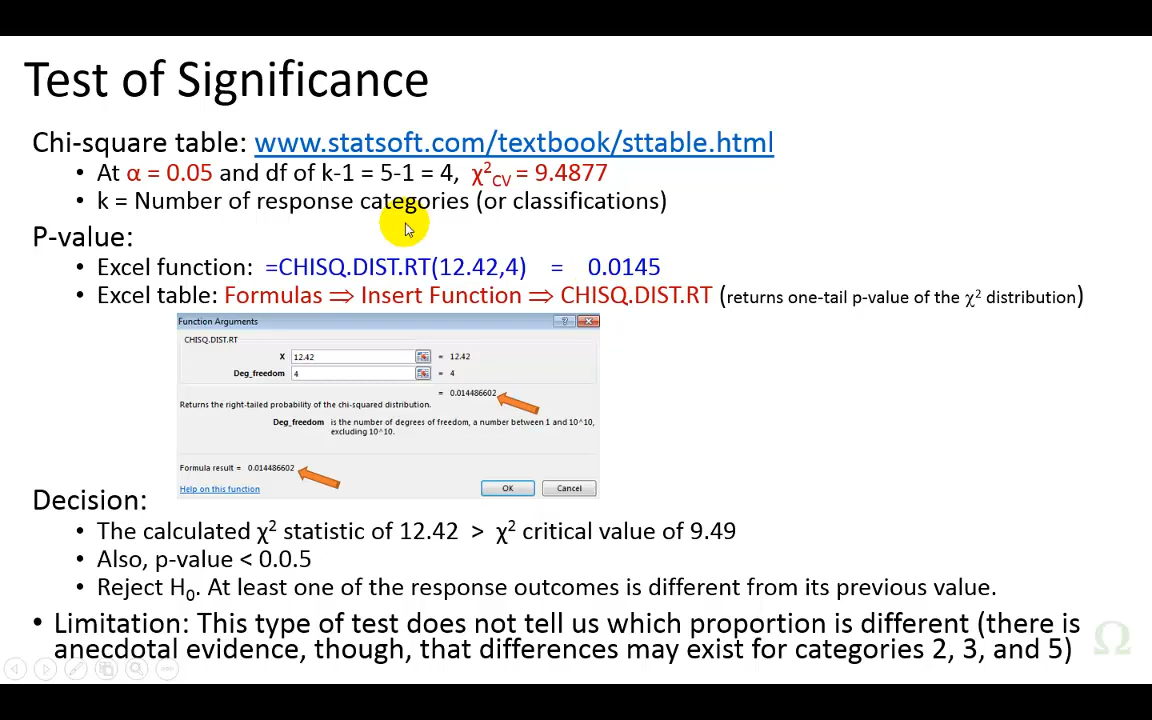 Test of Significance
Chi-square table: www.statsoft.com/textbook/sttable.html
• At α = 0.05 and df of k-1 = 5-1 = 4, χ²CV = 9.4877
• k = Number of response categories (or classifications)
P-value:
• Excel function: =CHISQ.DIST.RT(12.42,4) = 0.0145
• Excel table: Formulas ⇒ Insert Function ⇒ CHISQ.DIST.RT (returns one-tail p-value of the χ² distribution)
Function Arguments
CHISQ.DIST.RT
X 12.42 = 12.42
Deg_freedom 4 = 4
= 0.014486602
Returns the right-tailed probability of the chi-squared distribution.
Deg_freedom is the number of degrees of freedom, a number between 1 and 10^10,
excluding 10^10.
Formula result = 0.014486602
Help on this function OK Cancel
Decision:
• The calculated χ² statistic of 12.42 > χ² critical value of 9.49
• Also, p-value < 0.0.5
• Reject H₀. At least one of the response outcomes is different from its previous value.
• Limitation: This type of test does not tell us which proportion is different (there is
anecdotal evidence, though, that differences may exist for categories 2, 3, and 5)
Ω